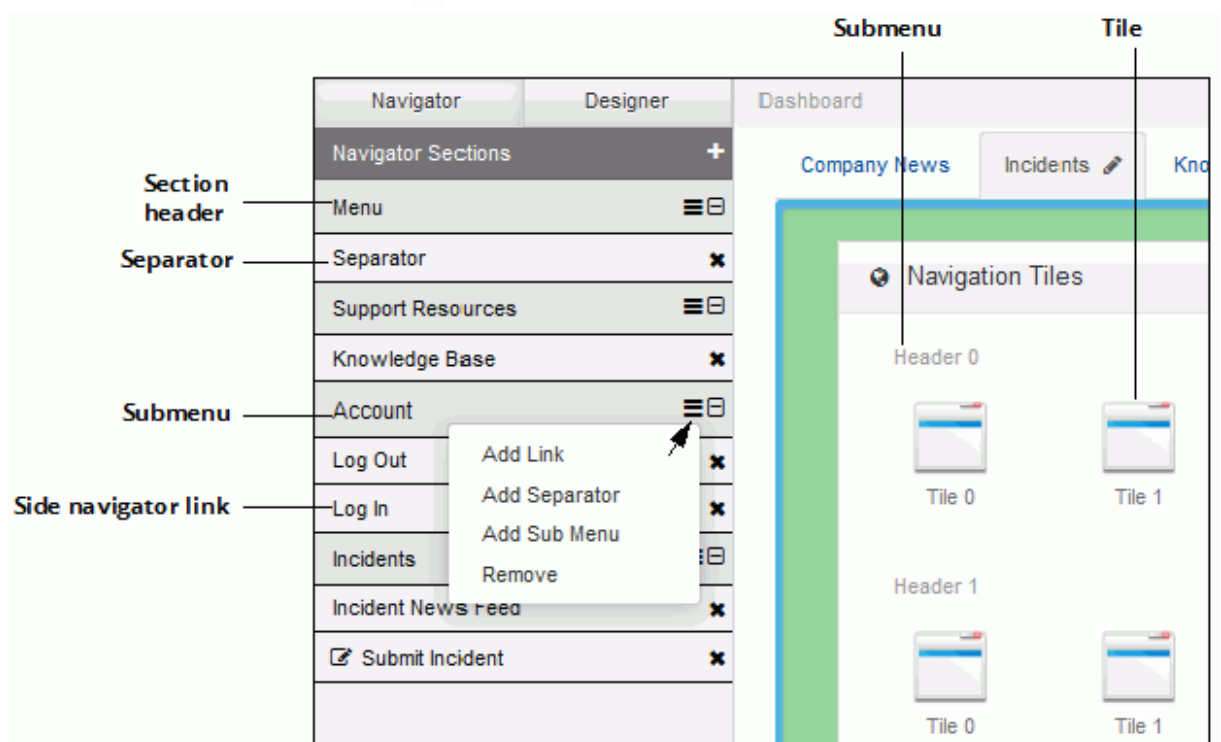 Submenu Tile
Navigator Designer Dashboard
Navigator Sections
Company News Incidents Kno
Section
header
Menu
Separator
Separator
Navigation Tiles
Support Resources
Knowledge Base
Header 0
Submenu
Account
Add Link
Log Out
Add Separator
Tile 0 Tile 1
Side navigator link
Log In
Add Sub Menu
Incidents
Remove
Header 1
Incident News Feed
Submit Incident
Tile 0 Tile 1